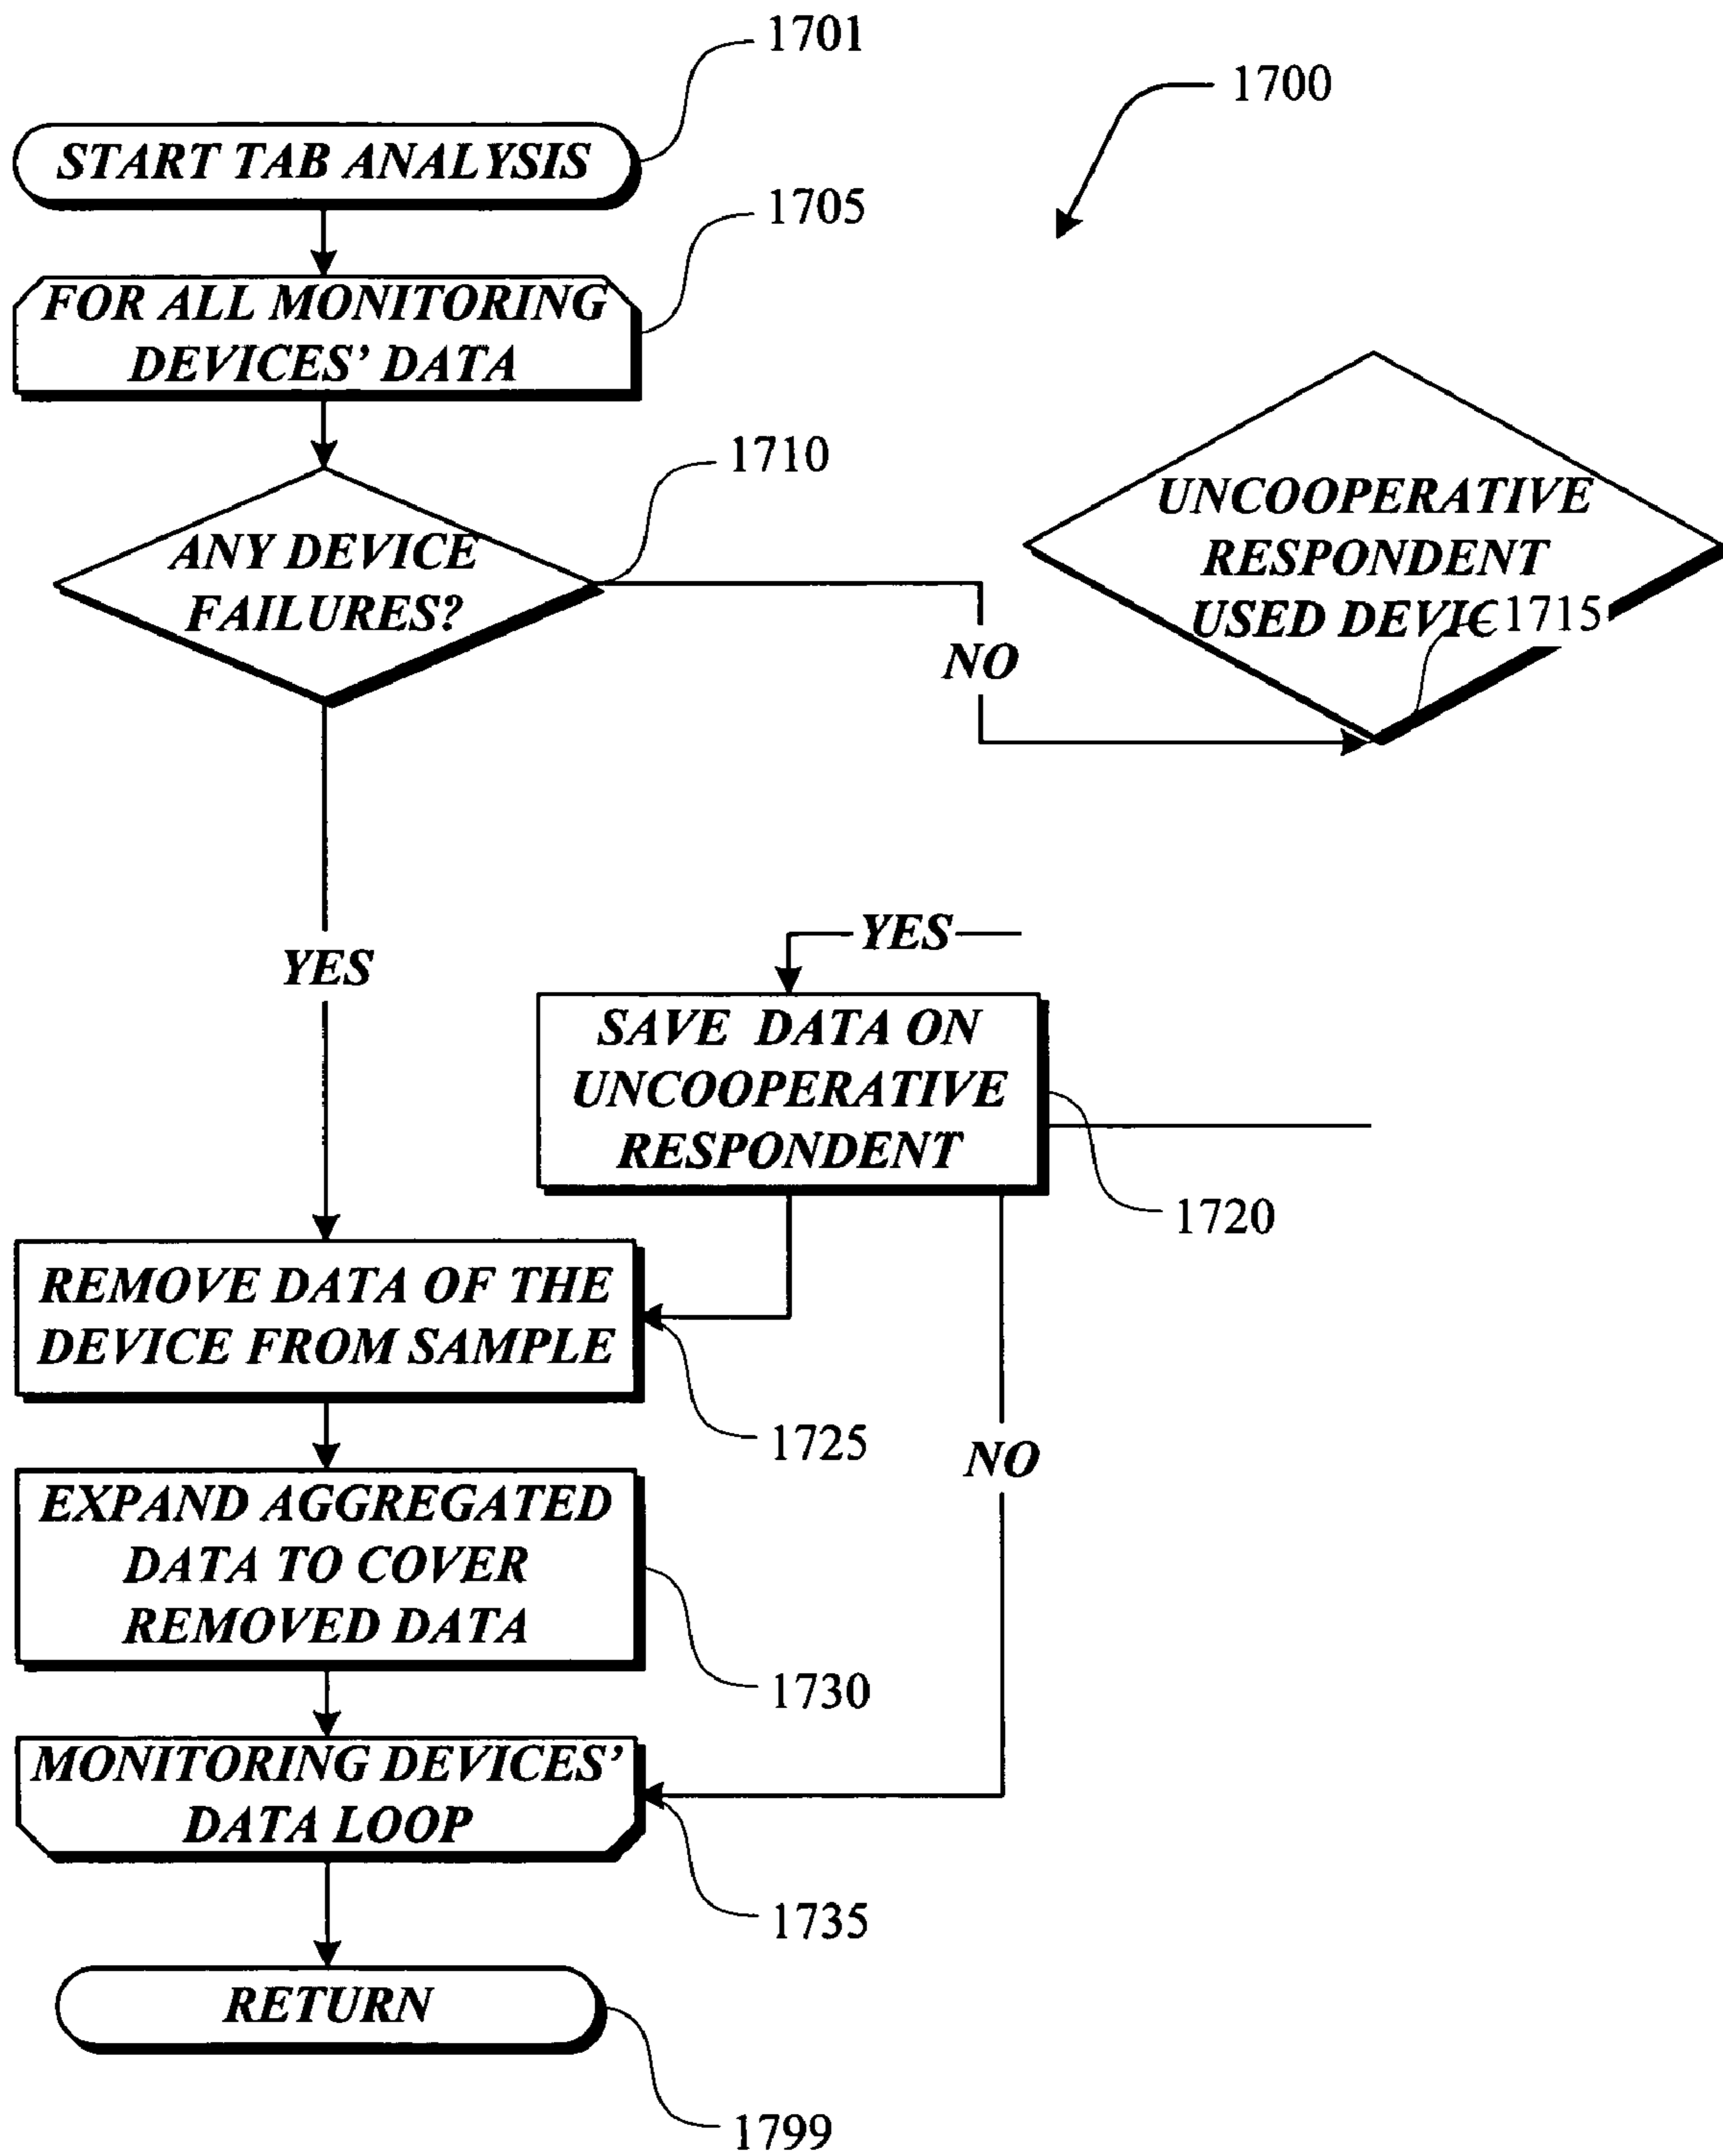 1701
1700
START TAB ANALYSIS
1705
FOR ALL MONITORING
DEVICES' DATA
1710
ANY DEVICE
FAILURES?
UNCOOPERATIVE
RESPONDENT
USED
1715
NO
YES
YES
SAVE DATA ON
UNCOOPERATIVE
RESPONDENT
1720
REMOVE DATA OF THE
DEVICE FROM SAMPLE
1725
NO
EXPAND AGGREGATED
DATA TO COVER
REMOVED DATA
1730
MONITORING DEVICES'
DATA LOOP
1735
RETURN
1799